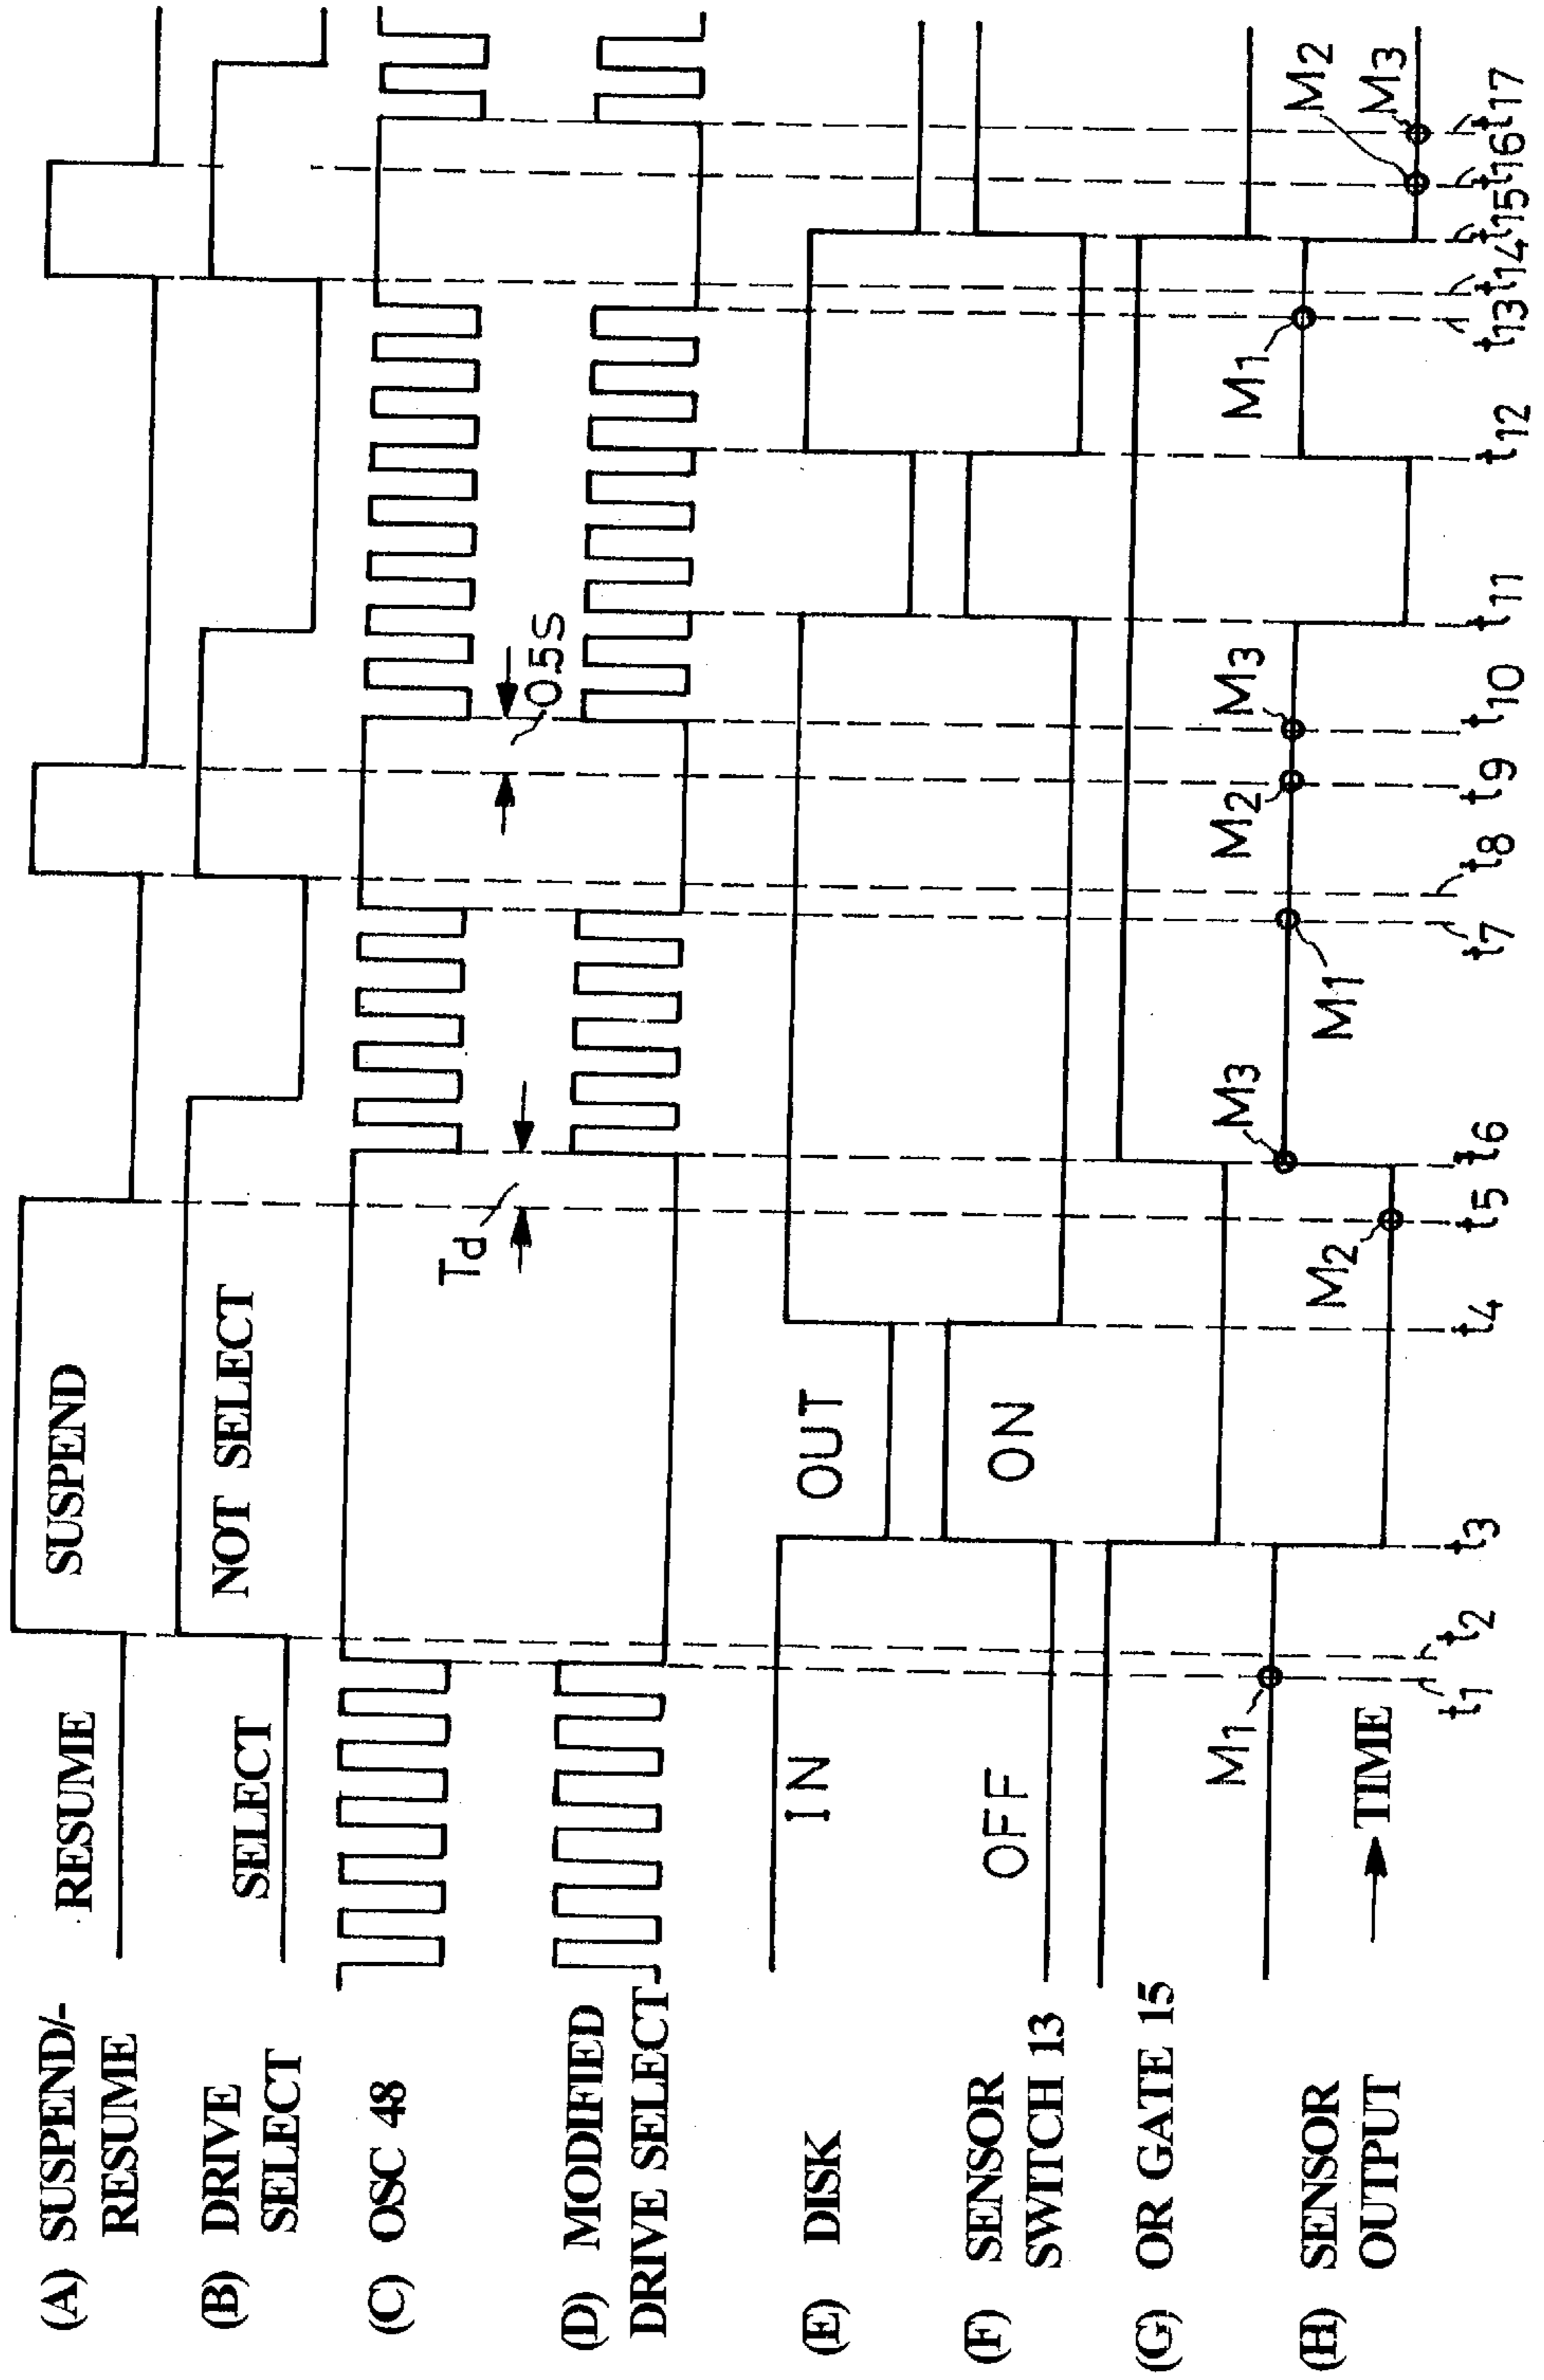 (A) SUSPEND/-
RESUME
RESUME
SUSPEND
(B) DRIVE
SELECT
SELECT
NOT SELECT
(C) OSC 48
Td
0.5S
(D) MODIFIED
DRIVE SELECT
(E) DISK
IN
OUT
(F) SENSOR
SWITCH 13
OFF
ON
(G) OR GATE 15
(H) SENSOR
OUTPUT
M1
M2
M3
M1
M2
M3
M1
M2
M3
TIME
t1
t2
t3
t4
t5
t6
t7
t8
t9
t10
t11
t12
t13
t14
t15
t16
t17